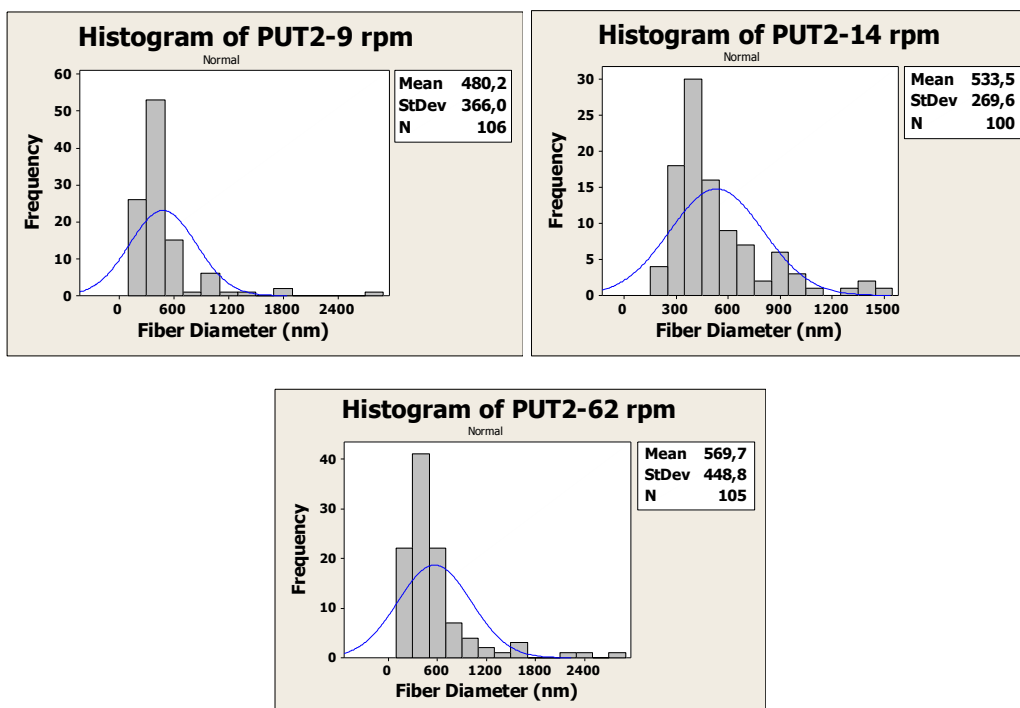 Histogram of PUT2-9 rpm
Normal
Mean 480,2
StDev 366,0
N 106
Frequency
60
50
40
30
20
10
0
0 600 1200 1800 2400
Fiber Diameter (nm)
Histogram of PUT2-14 rpm
Normal
Mean 533,5
StDev 269,6
N 100
Frequency
30
25
20
15
10
5
0
0 300 600 900 1200 1500
Fiber Diameter (nm)
Histogram of PUT2-62 rpm
Normal
Mean 569,7
StDev 448,8
N 105
Frequency
40
30
20
10
0
0 600 1200 1800 2400
Fiber Diameter (nm)